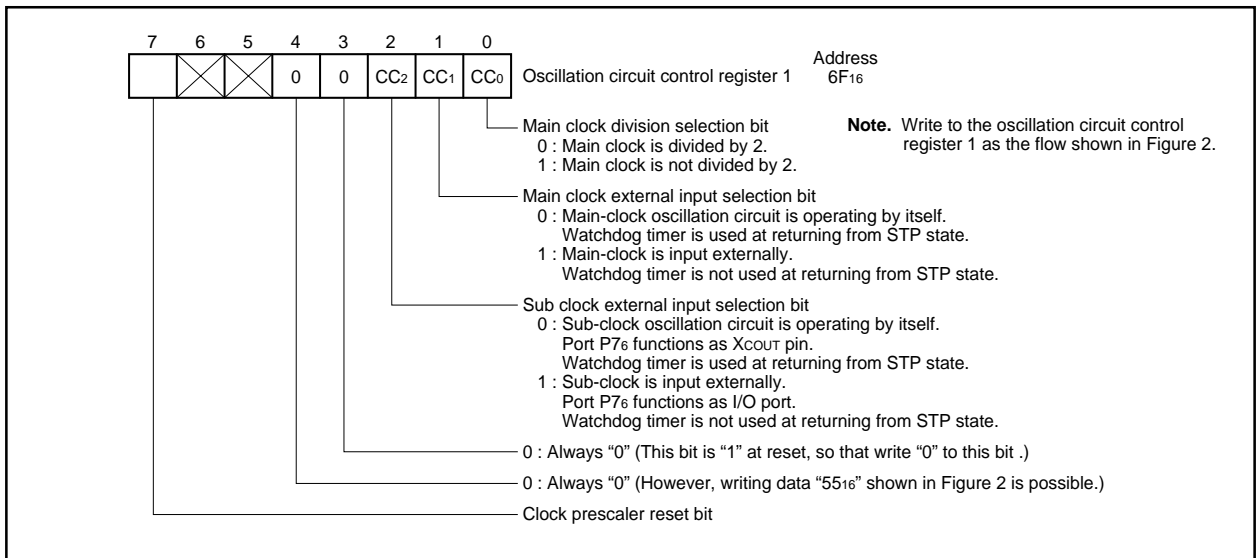 7 6 5 4 3 2 1 0
0 0 CC2 CC1 CC0 Oscillation circuit control register 1
Address
6F16
Note. Write to the oscillation circuit control
register 1 as the flow shown in Figure 2.
Main clock division selection bit
0 : Main clock is divided by 2.
1 : Main clock is not divided by 2.
Main clock external input selection bit
0 : Main-clock oscillation circuit is operating by itself.
Watchdog timer is used at returning from STP state.
1 : Main-clock is input externally.
Watchdog timer is not used at returning from STP state.
Sub clock external input selection bit
0 : Sub-clock oscillation circuit is operating by itself.
Port P76 functions as XCOUT pin.
Watchdog timer is used at returning from STP state.
1 : Sub-clock is input externally.
Port P76 functions as I/O port.
Watchdog timer is not used at returning from STP state.
0 : Always “0” (This bit is “1” at reset, so that write “0” to this bit .)
0 : Always “0” (However, writing data “5516” shown in Figure 2 is possible.)
Clock prescaler reset bit